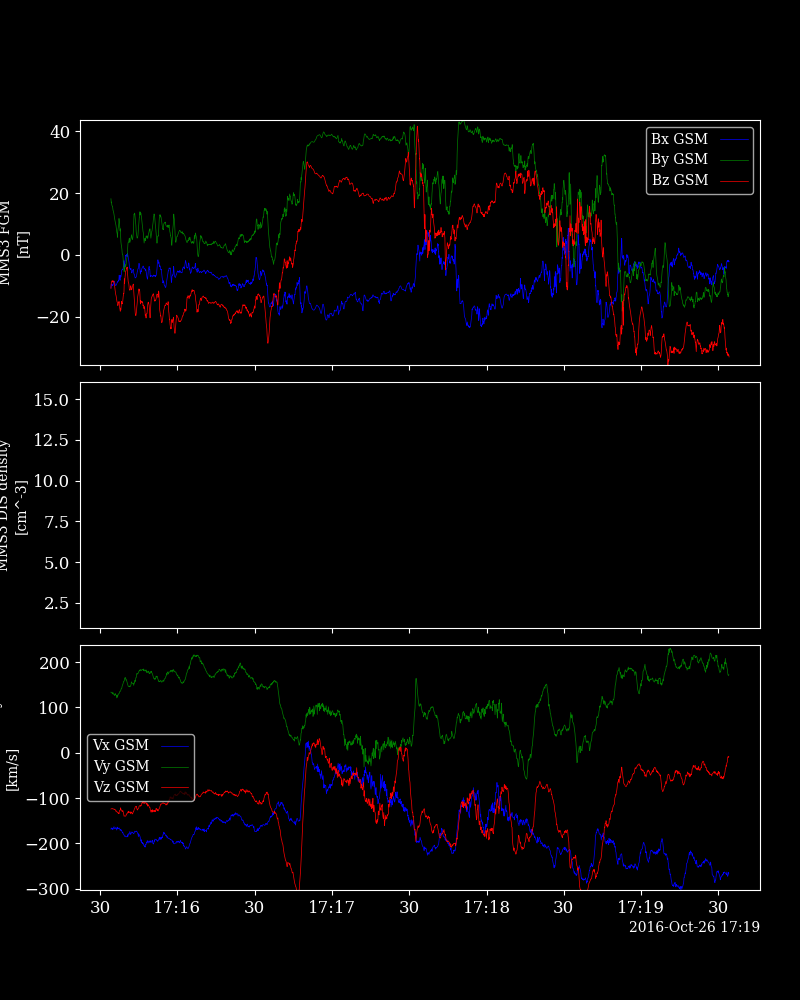 40
20
0
−20
MMS3 FGM
[nT]
Bx GSM
By GSM
Bz GSM
15.0
12.5
10.0
7.5
5.0
2.5
MMS3 DIS density
[cm^-3]
200
100
0
−100
−200
−300
[km/s]
Vx GSM
Vy GSM
Vz GSM
30 17:16 30 17:17 30 17:18 30 17:19 30
2016-Oct-26 17:19